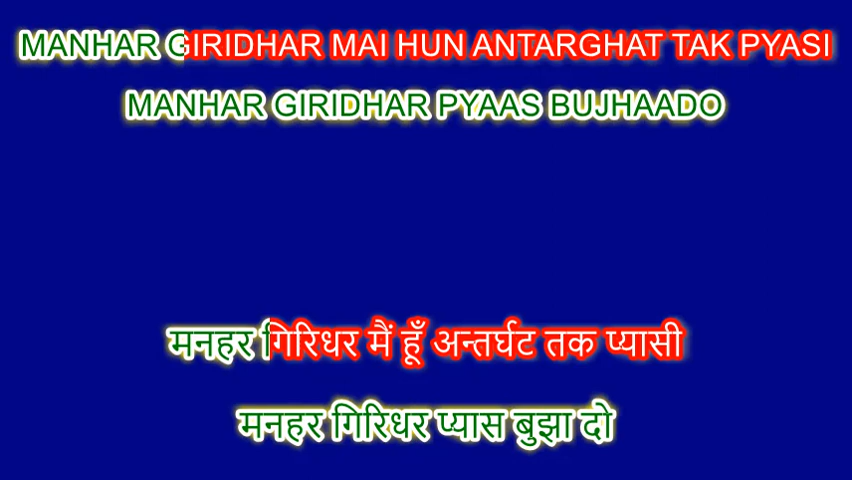 MANHAR GIRIDHAR MAI HUN ANTARGHAT TAK PYASI
MANHAR GIRIDHAR PYAAS BUJHAADO
मनहर गिरिधर मैं हूँ अन्तर्घट तक प्यासी
मनहर गिरिधर प्यास बुझा दो